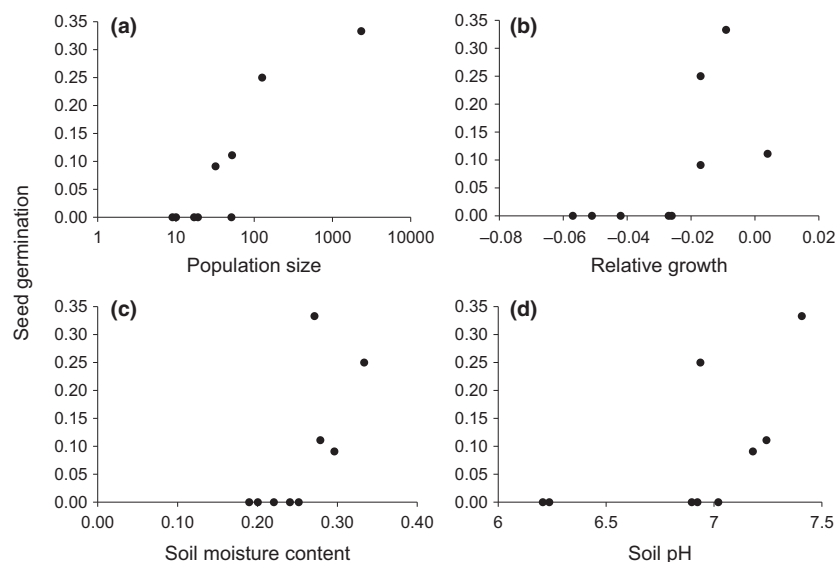 (a)
0.35
0.30
0.25
0.20
0.15
0.10
0.05
0.00
1 10 100 1000 10000
Population size
(b)
0.35
0.30
0.25
0.20
0.15
0.10
0.05
0.00
–0.08 –0.06 –0.04 –0.02 0.00 0.02
Relative growth
Seed germination
(c)
0.35
0.30
0.25
0.20
0.15
0.10
0.05
0.00
0.00 0.10 0.20 0.30 0.40
Soil moisture content
(d)
0.35
0.30
0.25
0.20
0.15
0.10
0.05
0.00
6 6.5 7 7.5
Soil pH